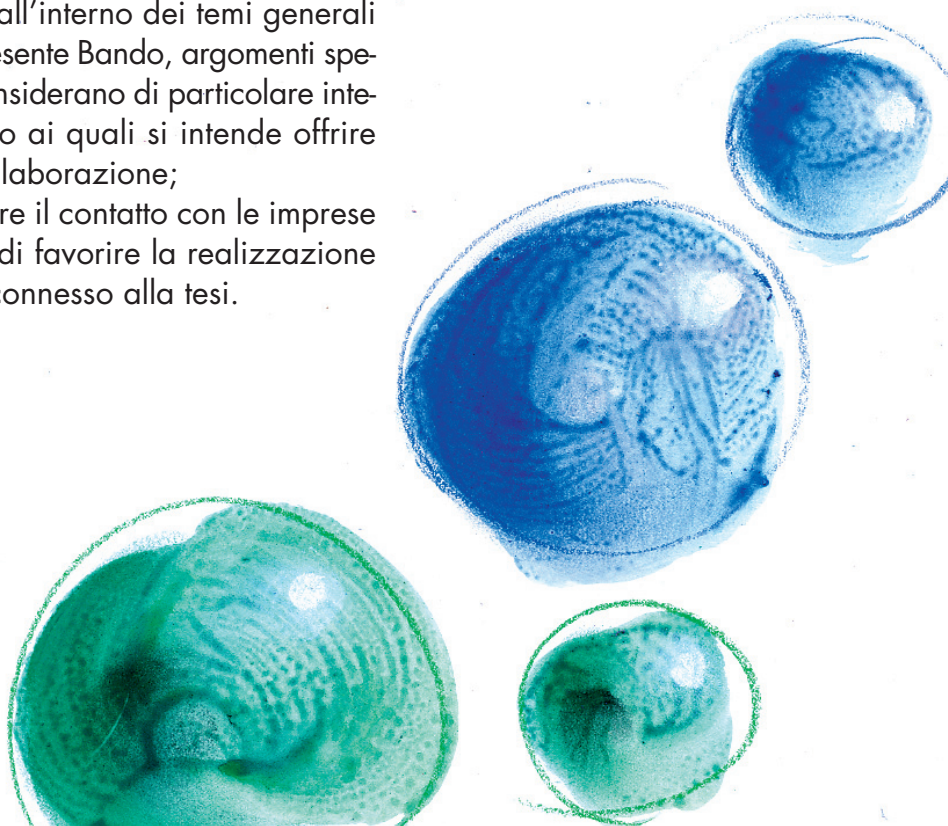 all'interno dei temi generali
esente Bando, argomenti spe-
nsiderano di particolare inte-
o ai quali si intende offrire
laborazione;
re il contatto con le imprese
di favorire la realizzazione
connesso alla tesi.